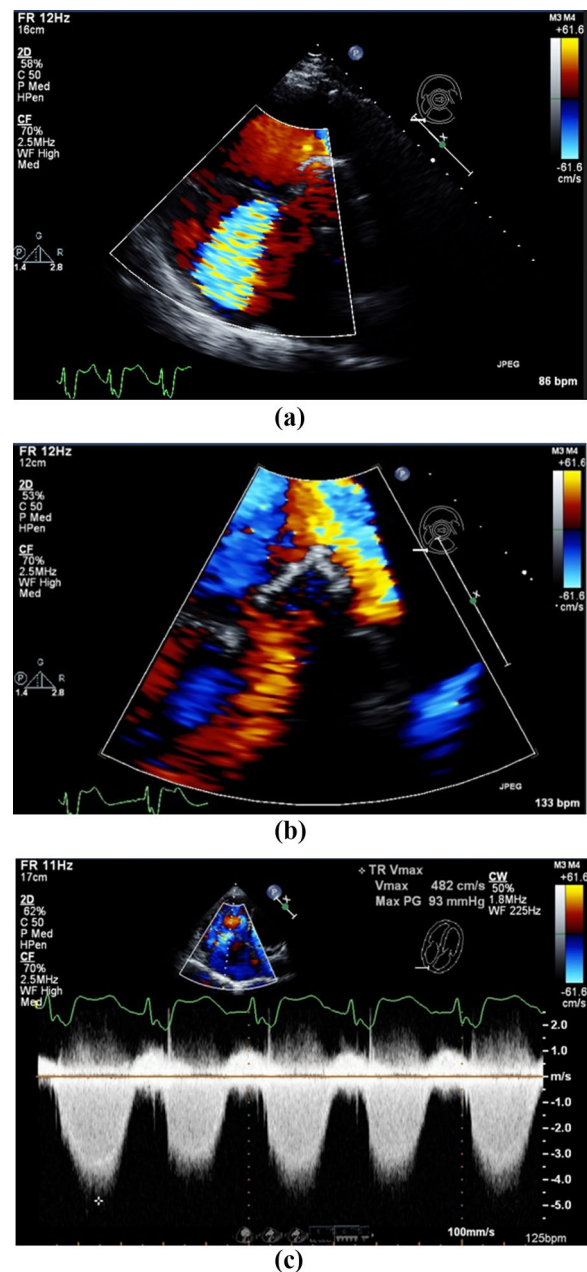 FR 12Hz
16cm
2D
58%
C 50
P Med
HPen
CF
70%
2.5MHz
WF High
Med
P
G
P R
1.4 2.8
M3 M4
+61.6
-61.6
cm/s
X
JPEG
86 bpm
(a)
FR 12Hz
12cm
2D
53%
C 50
P Med
HPen
CF
70%
2.5MHz
WF High
Med
P
G
P R
1.4 2.8
M3 M4
+61.6
-61.6
cm/s
X
JPEG
133 bpm
(b)
FR 11Hz
17cm
2D
62%
C 50
P Med
HPen
CF
70%
2.5MHz
WF High
Med
P
X
TR Vmax
Vmax 482 cm/s
Max PG 93 mmHg
CW
50%
1.8MHz
WF 225Hz
M3 M4
+61.6
-61.6
cm/s
2.0
1.0
m/s
-1.0
-2.0
-3.0
-4.0
-5.0
100mm/s
125bpm
(c)